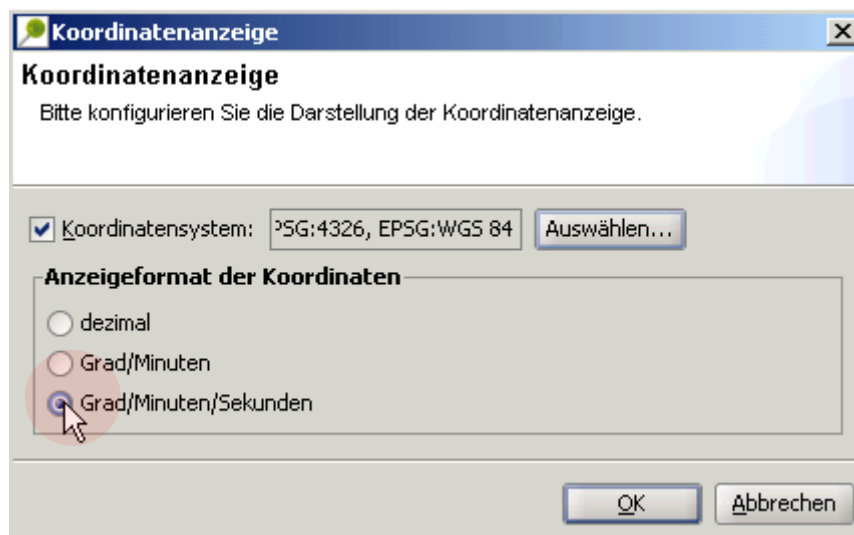 Koordinatenanzeige
Koordinatenanzeige
Bitte konfigurieren Sie die Darstellung der Koordinatenanzeige.
Koordinatensystem: PSG:4326, EPSG:WGS 84 Auswählen...
Anzeigeformat der Koordinaten
dezimal
Grad/Minuten
Grad/Minuten/Sekunden
OK Abbrechen